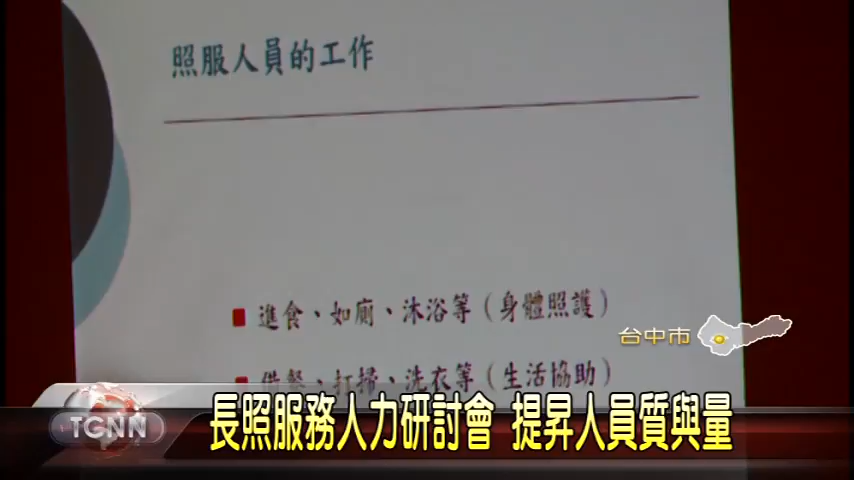 照服人員的工作
進食、如廁、沐浴等（身體照護）
備餐、打掃、洗衣等（生活協助）
台中市
TCNN
長照服務人力研討會 提昇人員質與量